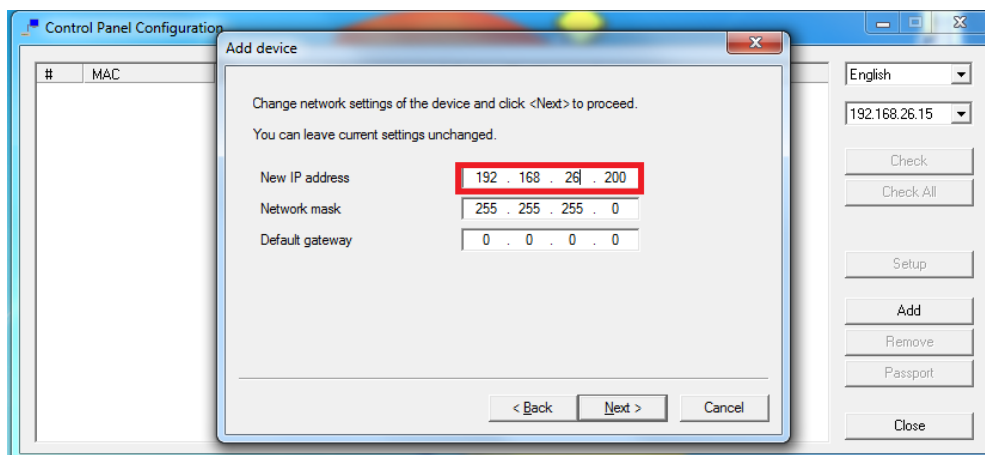 Control Panel Configuration
Add device
# MAC
English
Change network settings of the device and click <Next> to proceed.
192.168.26.15
You can leave current settings unchanged.
Check
New IP address 192 . 168 . 26 . 200
Check All
Network mask 255 . 255 . 255 . 0
Default gateway 0 . 0 . 0 . 0
Setup
Add
Remove
Passport
< Back Next > Cancel
Close